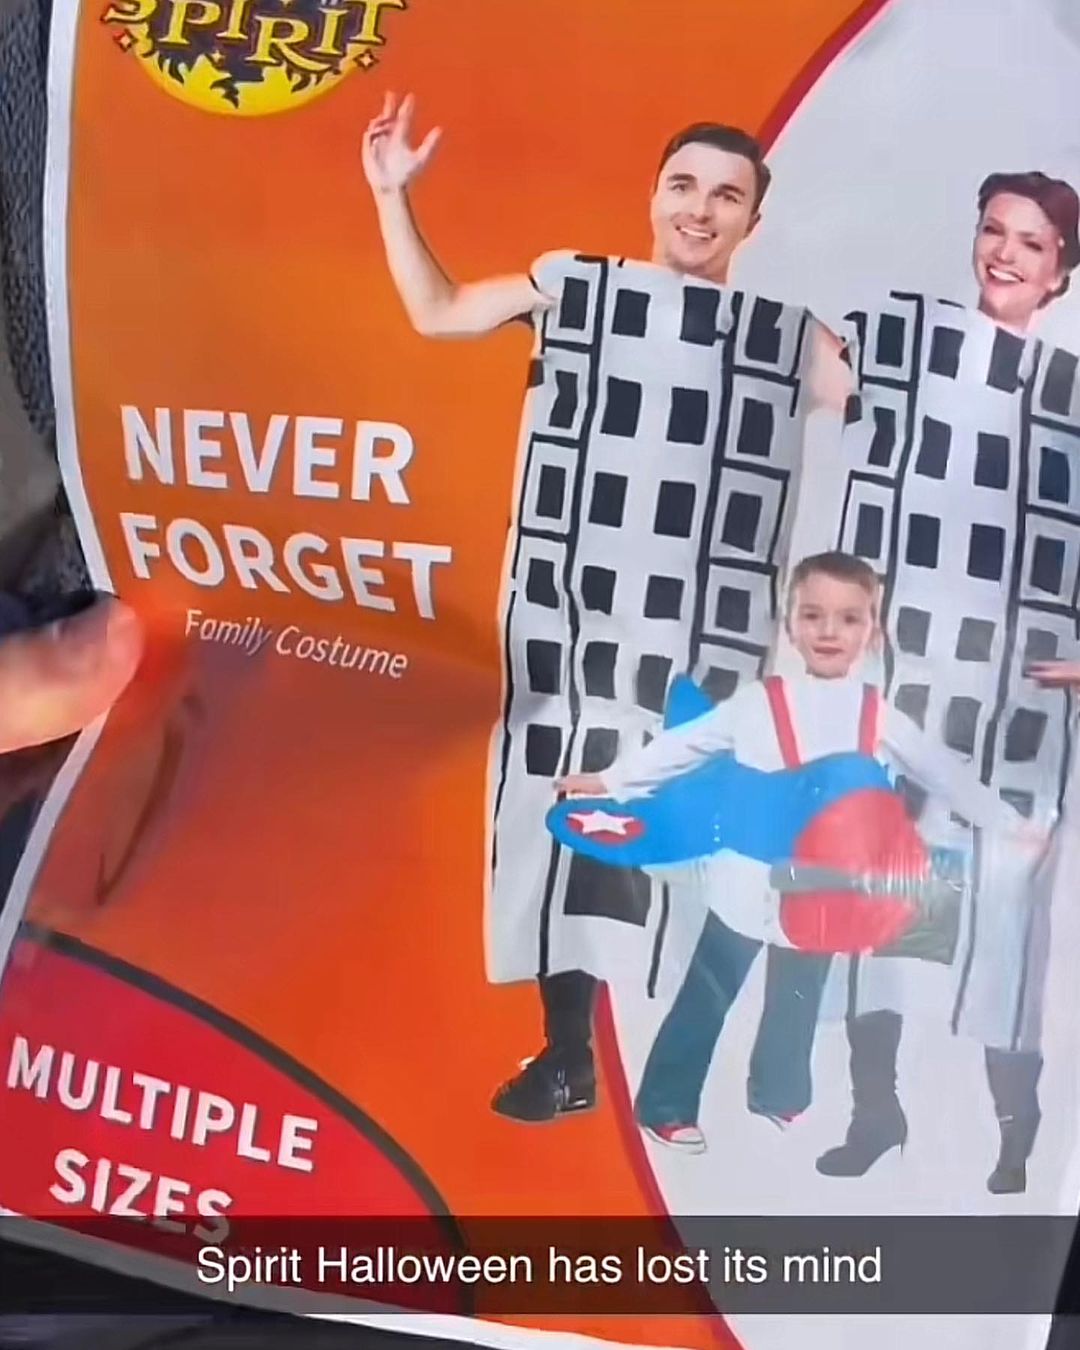 SPIRIT
NEVER
FORGET
Family Costume
MULTIPLE
SIZES
Spirit Halloween has lost its mind